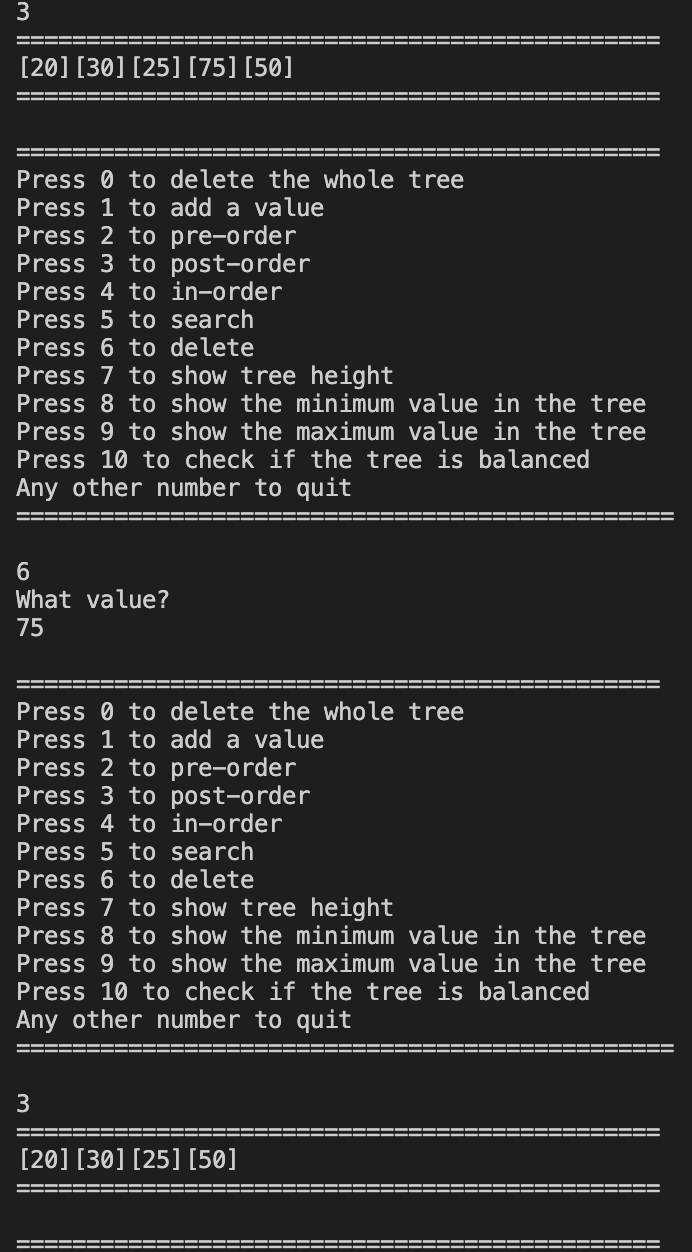 3
==============================================
[20][30][25][75][50]
==============================================
==============================================
Press 0 to delete the whole tree
Press 1 to add a value
Press 2 to pre-order
Press 3 to post-order
Press 4 to in-order
Press 5 to search
Press 6 to delete
Press 7 to show tree height
Press 8 to show the minimum value in the tree
Press 9 to show the maximum value in the tree
Press 10 to check if the tree is balanced
Any other number to quit
===============================================
6
What value?
75
==============================================
Press 0 to delete the whole tree
Press 1 to add a value
Press 2 to pre-order
Press 3 to post-order
Press 4 to in-order
Press 5 to search
Press 6 to delete
Press 7 to show tree height
Press 8 to show the minimum value in the tree
Press 9 to show the maximum value in the tree
Press 10 to check if the tree is balanced
Any other number to quit
===============================================
3
==============================================
[20][30][25][50]
==============================================
==============================================